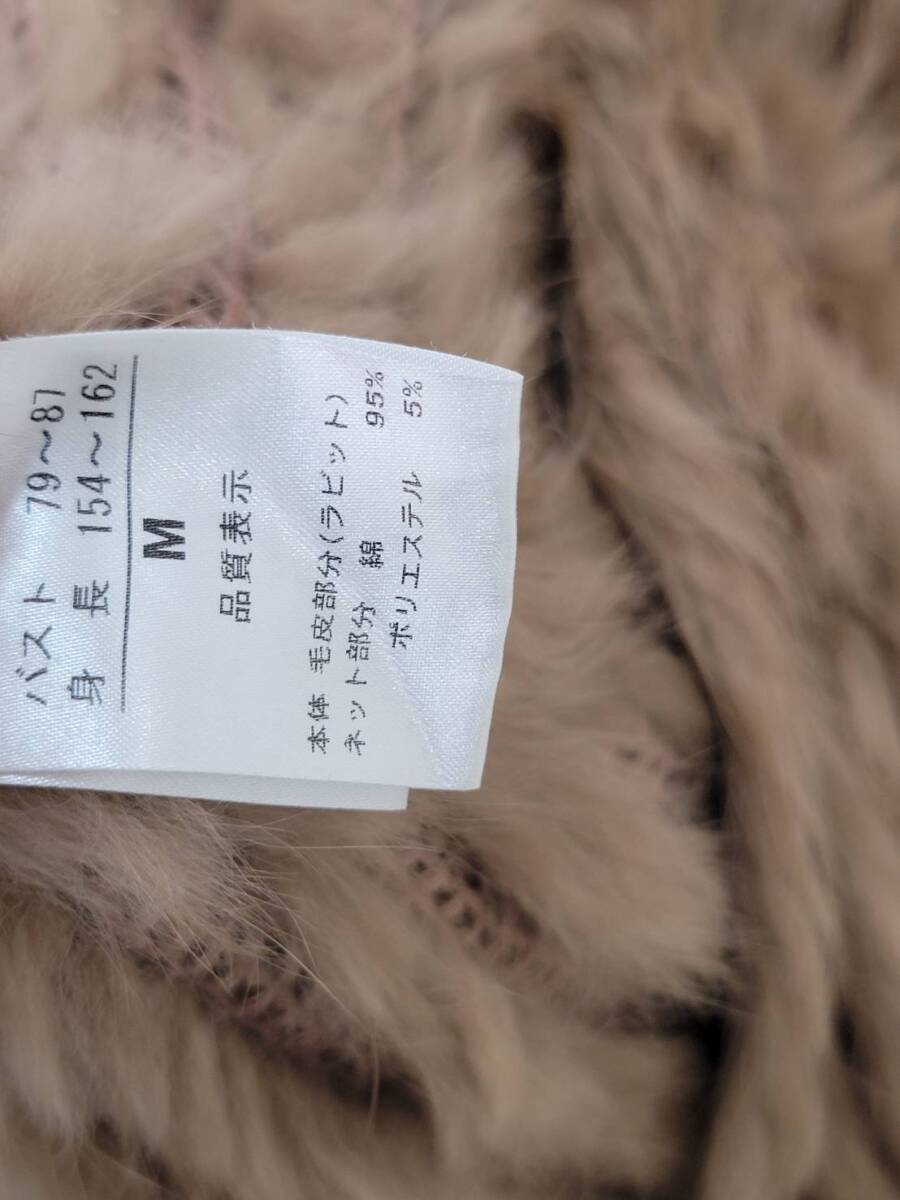 バスト 79～87
身長 154～162
M
品質表示
本体 毛皮部分(ラビット)
ネット部分 綿 95%
ポリエステル 5%